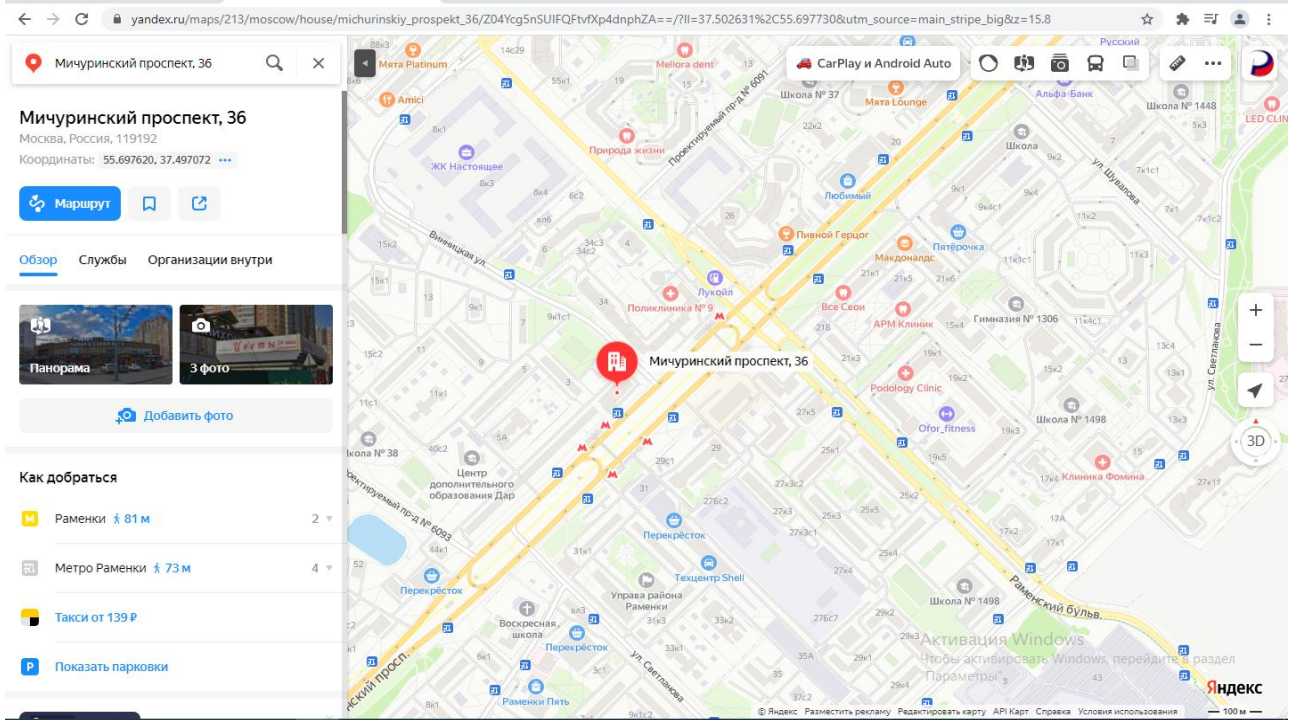 yandex.ru/maps/213/moscow/house/michurinskiy_prospekt_36/Z04Ycg5nSUIFQFtvfXp4dnphZA==/?ll=37.502631%2C55.697730&utm_source=main_stripe_big&z=15.8
Мичуринский проспект, 36
CarPlay и Android Auto
Мичуринский проспект, 36
Москва, Россия, 119192
Координаты: 55.697620, 37.497072
Маршрут
Обзор Службы Организации внутри
Панорама
3 фото
Добавить фото
Как добраться
Раменки 81 м 2
Метро Раменки 73 м 4
Такси от 139 ₽
Показать парковки
Русский
Мята Platinum
Meliora dent
Школа № 37
Мята Lounge
Альфа-Банк
Школа № 1448
LED CLIN
Amici
Природа жизни
Проектируемый пр-д № 6091
Школа
ул. Шувалова
ЖК Настоящее
Любимый
Винницкая ул.
Пивной Герцог
Пятёрочка
Макдоналдс
Лукойл
Поликлиника № 9
Все Свои
АРМ Клиник
Гимназия № 1306
Мичуринский проспект, 36
ул. Светланова
Podology Clinic
Ofor_fitness
Школа № 1498
кола № 38
Центр
дополнительного
образования Дар
Клиника Фомина
Перекрёсток
Техцентр Shell
Перекрёсток
Управа района
Раменки
Школа № 1498
Раменский бульв.
Воскресная
школа
Перекрёсток
ул. Светланова
Раменки Пять
3D
Активация Windows
Чтобы активировать Windows, перейдите в раздел
"Параметры".
Яндекс
© Яндекс Разместить рекламу Редактировать карту API Карт Справка Условия использования 100 м